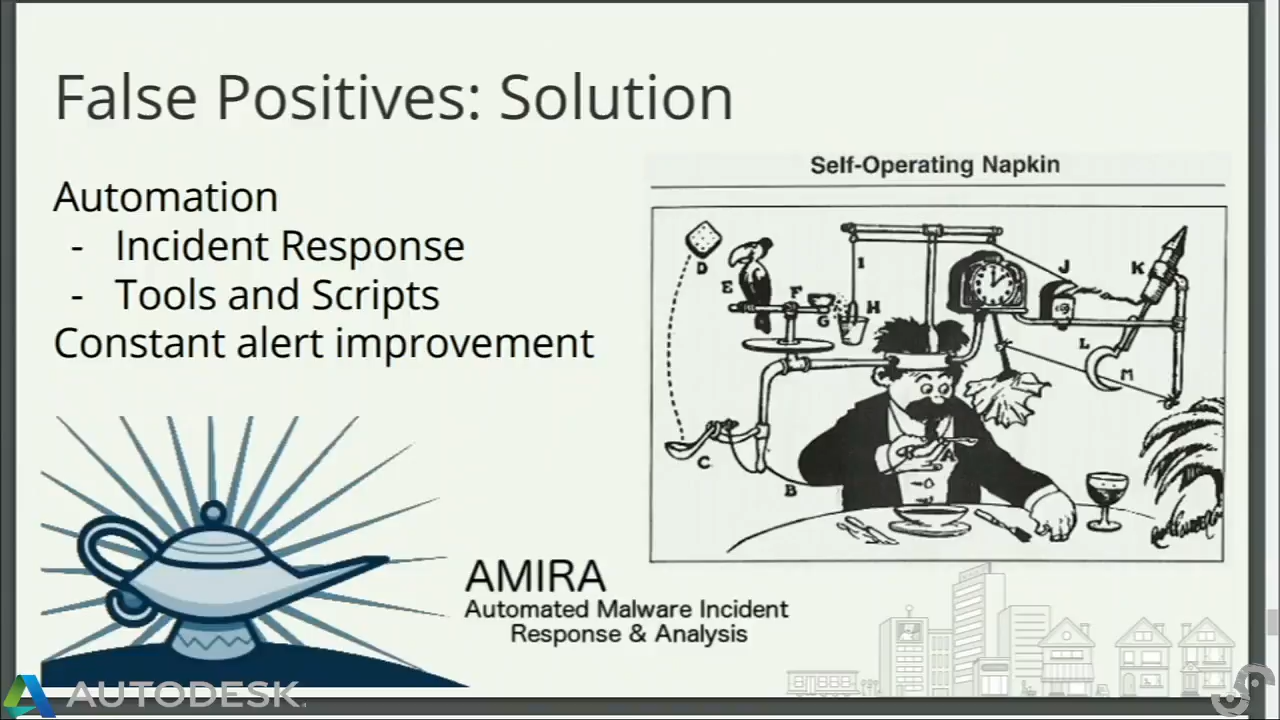 False Positives: Solution
Automation
- Incident Response
- Tools and Scripts
Constant alert improvement
Self-Operating Napkin
D
E
F
G
H
I
J
K
L
M
C
B
A
AMIRA
Automated Malware Incident
Response & Analysis
AUTODESK.